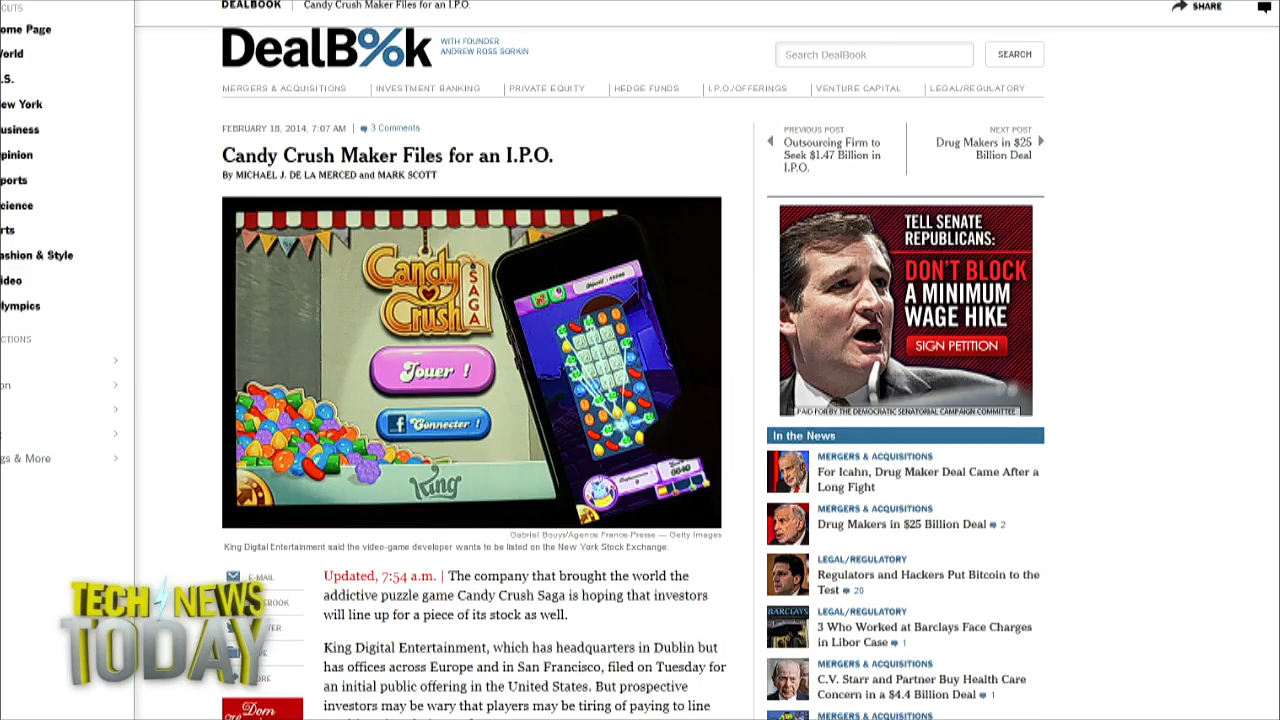 CUTS
ome Page
orld
.S.
ew York
usiness
pinion
ports
cience
rts
ashion & Style
ideo
lympics
CTIONS
on
gs & More
DEALBOOK | Candy Crush Maker Files for an I.P.O.
SHARE
DealB%k
WITH FOUNDER
ANDREW ROSS SORKIN
Search DealBook
SEARCH
MERGERS & ACQUISITIONS | INVESTMENT BANKING | PRIVATE EQUITY | HEDGE FUNDS | I.P.O./OFFERINGS | VENTURE CAPITAL | LEGAL/REGULATORY
FEBRUARY 18, 2014, 7:07 AM | 3 Comments
Candy Crush Maker Files for an I.P.O.
By MICHAEL J. DE LA MERCED and MARK SCOTT
Candy
Crush
SAGA
Jouer !
f Connecter !
King
Gabriel Bouys/Agence France-Presse — Getty Images
King Digital Entertainment said the video-game developer wants to be listed on the New York Stock Exchange.
E-MAIL
EBOOK
TER
ORE
TECH NEWS
TODAY
Updated, 7:54 a.m. | The company that brought the world the
addictive puzzle game Candy Crush Saga is hoping that investors
will line up for a piece of its stock as well.
King Digital Entertainment, which has headquarters in Dublin but
has offices across Europe and in San Francisco, filed on Tuesday for
an initial public offering in the United States. But prospective
investors may be wary that players may be tiring of paying to line
Dom
PREVIOUS POST
Outsourcing Firm to
Seek $1.47 Billion in
I.P.O.
NEXT POST
Drug Makers in $25
Billion Deal
TELL SENATE
REPUBLICANS:
DON'T BLOCK
A MINIMUM
WAGE HIKE
SIGN PETITION
PAID FOR BY THE DEMOCRATIC SENATORIAL CAMPAIGN COMMITTEE
In the News
MERGERS & ACQUISITIONS
For Icahn, Drug Maker Deal Came After a
Long Fight
MERGERS & ACQUISITIONS
Drug Makers in $25 Billion Deal 2
LEGAL/REGULATORY
Regulators and Hackers Put Bitcoin to the
Test 20
BARCLAYS
LEGAL/REGULATORY
3 Who Worked at Barclays Face Charges
in Libor Case 1
MERGERS & ACQUISITIONS
C.V. Starr and Partner Buy Health Care
Concern in a $4.4 Billion Deal 1
MERGERS & ACQUISITIONS